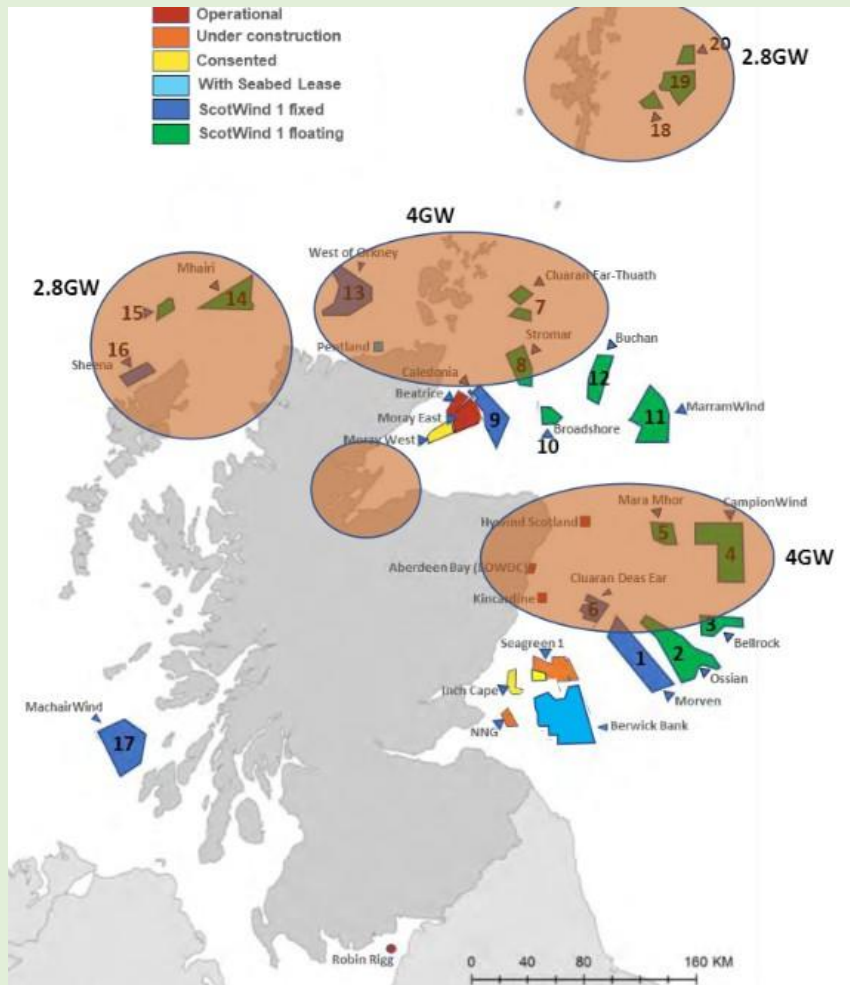 Operational
Under construction
Consented
With Seabed Lease
ScotWind 1 fixed
ScotWind 1 floating
20
2.8GW
19
18
4GW
West of Orkney
2.8GW
Mhairi
Cluaran Ear-Thuath
13
14
15
7
Stromar
Buchan
16
Sheena
Pentland
8
Caledonia
12
Beatrice
MarramWind
11
Moray East
9
Broadshore
Moray West
10
Mara Mhor
CampionWind
Hywind Scotland
5
4
4GW
Aberdeen Bay (EOWDC)
Cluaran Deas Ear
Kincardine
6
3
Seagreen 1
Bellrock
1
2
Ossian
Inch Cape
Morven
MachairWind
NNG
Berwick Bank
17
Robin Rigg
0 40 80 160 KM